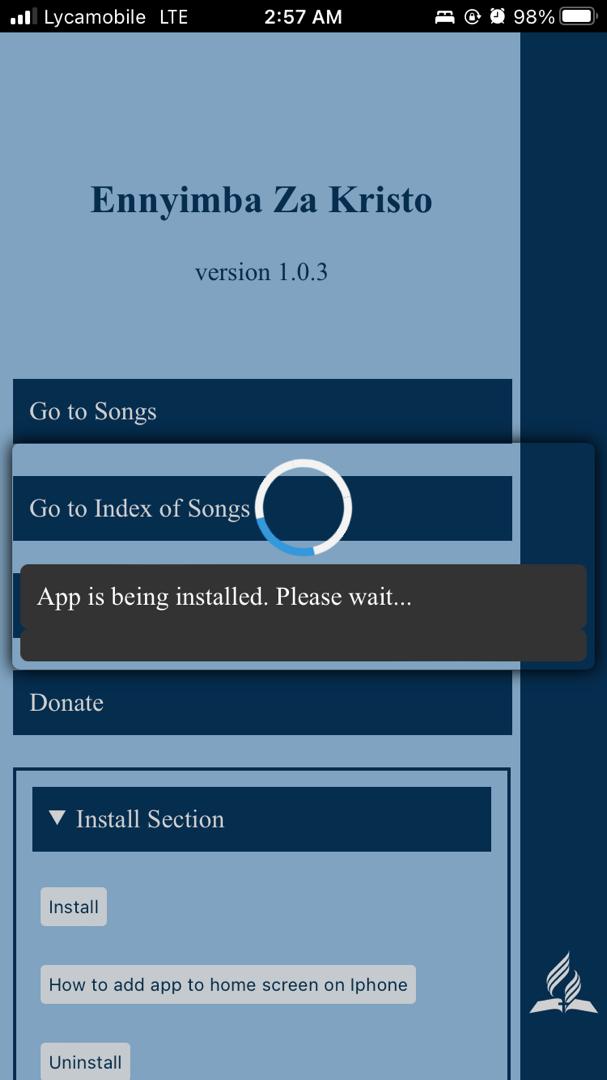 Lycamobile LTE 2:57 AM 98%
Ennyimba Za Kristo
version 1.0.3
Go to Songs
Go to Index of Songs
App is being installed. Please wait...
Donate
▼ Install Section
Install
How to add app to home screen on Iphone
Uninstall